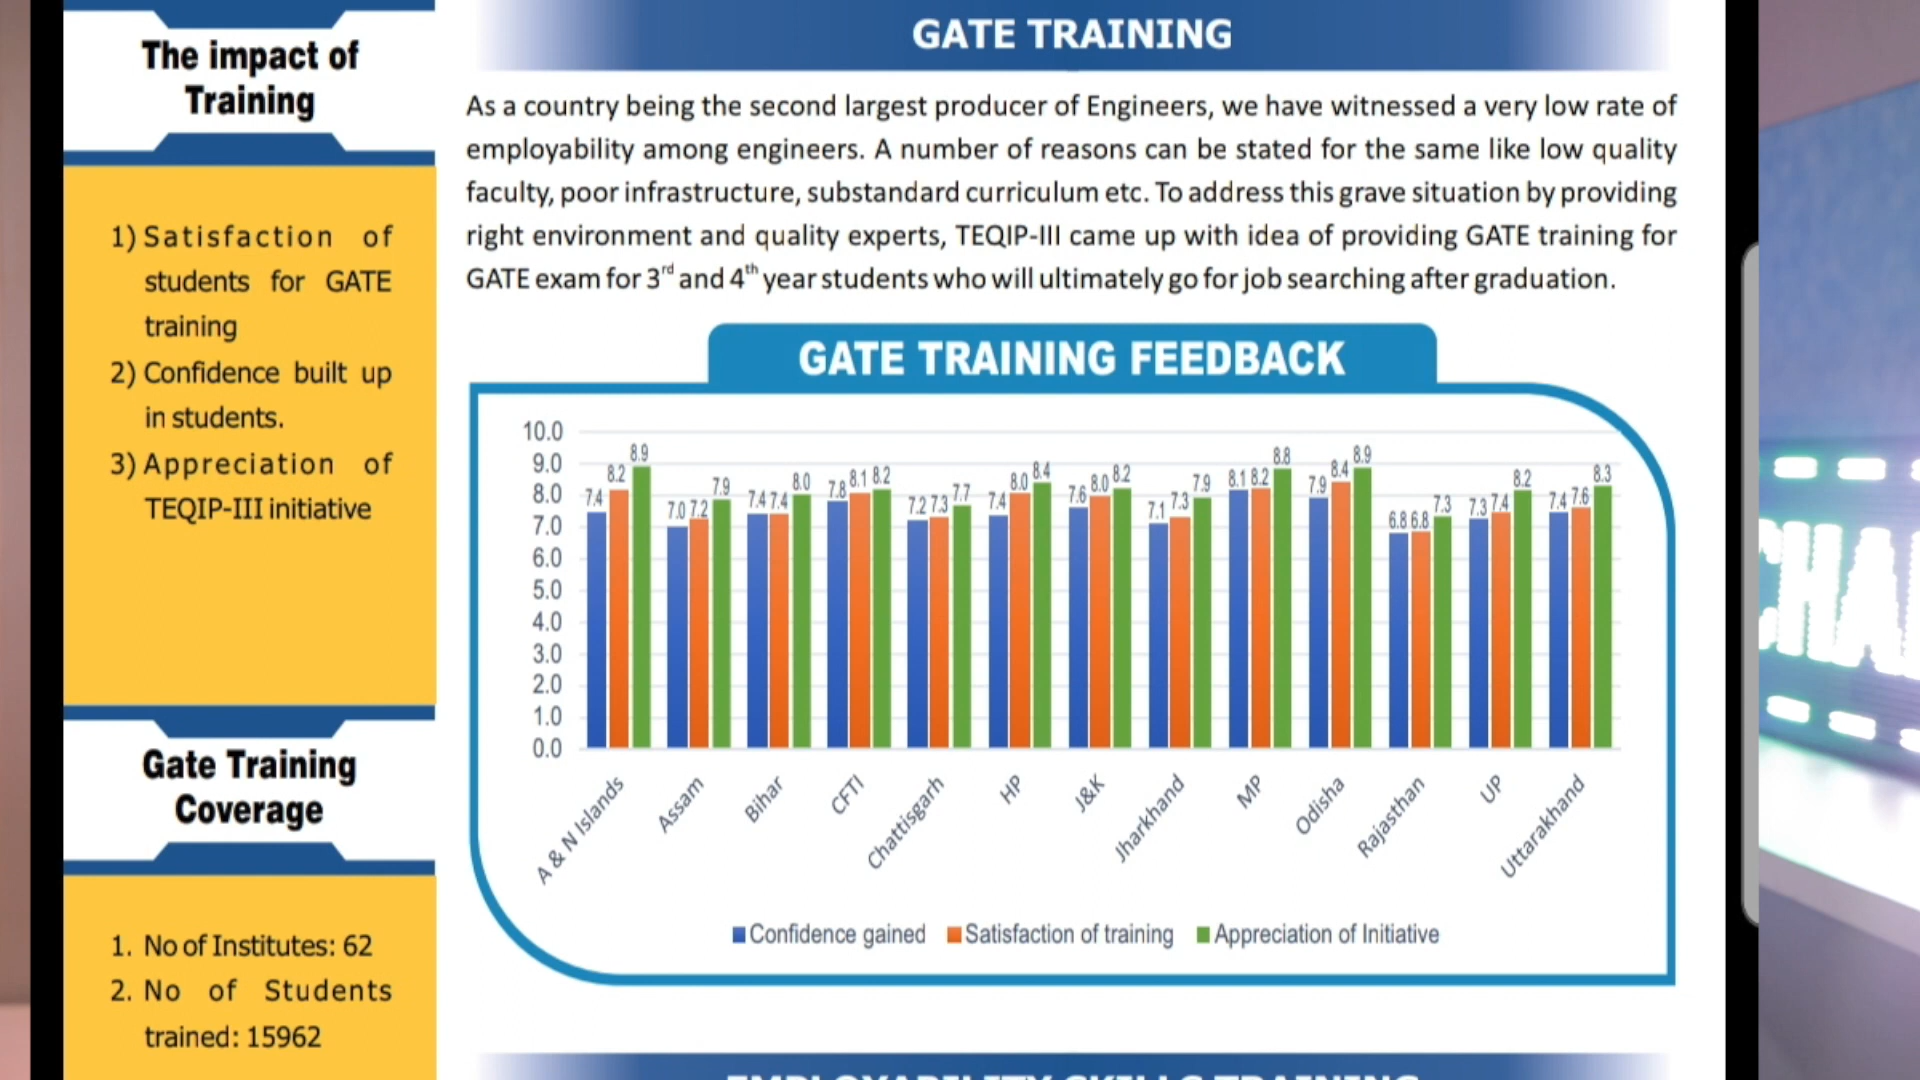 The impact of
Training
1) Satisfaction of
students for GATE
training
2) Confidence built up
in students.
3) Appreciation of
TEQIP-III initiative
Gate Training
Coverage
1. No of Institutes: 62
2. No of Students
trained: 15962
GATE TRAINING
As a country being the second largest producer of Engineers, we have witnessed a very low rate of
employability among engineers. A number of reasons can be stated for the same like low quality
faculty, poor infrastructure, substandard curriculum etc. To address this grave situation by providing
right environment and quality experts, TEQIP-III came up with idea of providing GATE training for
GATE exam for 3rd and 4th year students who will ultimately go for job searching after graduation.
GATE TRAINING FEEDBACK
10.0
9.0
8.0
7.0
6.0
5.0
4.0
3.0
2.0
1.0
0.0
7.4 8.2 8.9
7.0 7.2 7.9
7.4 7.4 8.0
7.8 8.1 8.2
7.2 7.3 7.7
7.4 8.0 8.4
7.6 8.0 8.2
7.1 7.3 7.9
8.1 8.2 8.8
7.9 8.4 8.9
6.8 6.8 7.3
7.3 7.4 8.2
7.4 7.6 8.3
A & N Islands
Assam
Bihar
CFTI
Chattisgarh
HP
J&K
Jharkhand
MP
Odisha
Rajasthan
UP
Uttarakhand
Confidence gained Satisfaction of training Appreciation of Initiative
EMPLOYABILITY SKILLS TRAINING